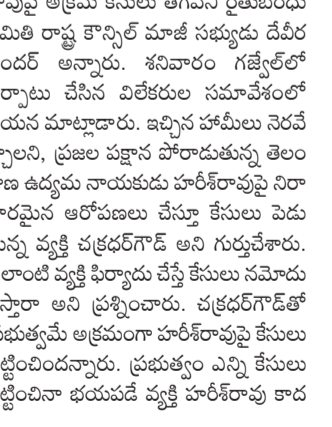 వుపై అక్రమ కేసులు తగవని రైతుబంధు
మితి రాష్ట్ర కౌన్సిల్ మాజీ సభ్యుడు దేవీర
ందర్ అన్నారు. శనివారం గజ్వేల్‌లో
ర్పాటు చేసిన విలేకరుల సమావేశంలో
యన మాట్లాడారు. ఇచ్చిన హామీలు నెరవే
్చాలని, ప్రజల పక్షాన పోరాడుతున్న తెలం
ాణ ఉద్యమ నాయకుడు హరీశ్‌రావుపై నిరా
ారమైన ఆరోపణలు చేస్తూ కేసులు పెడు
ున్న వ్యక్తి చక్రధర్‌గౌడ్ అని గుర్తుచేశారు.
లాంటి వ్యక్తి ఫిర్యాదు చేస్తే కేసులు నమోదు
స్తారా అని ప్రశ్నించారు. చక్రధర్‌గౌడ్‌తో
్రభుత్వమే అక్రమంగా హరీశ్‌రావుపై కేసులు
ట్టించిందన్నారు. ప్రభుత్వం ఎన్ని కేసులు
ట్టించినా భయపడే వ్యక్తి హరీశ్‌రావు కాద